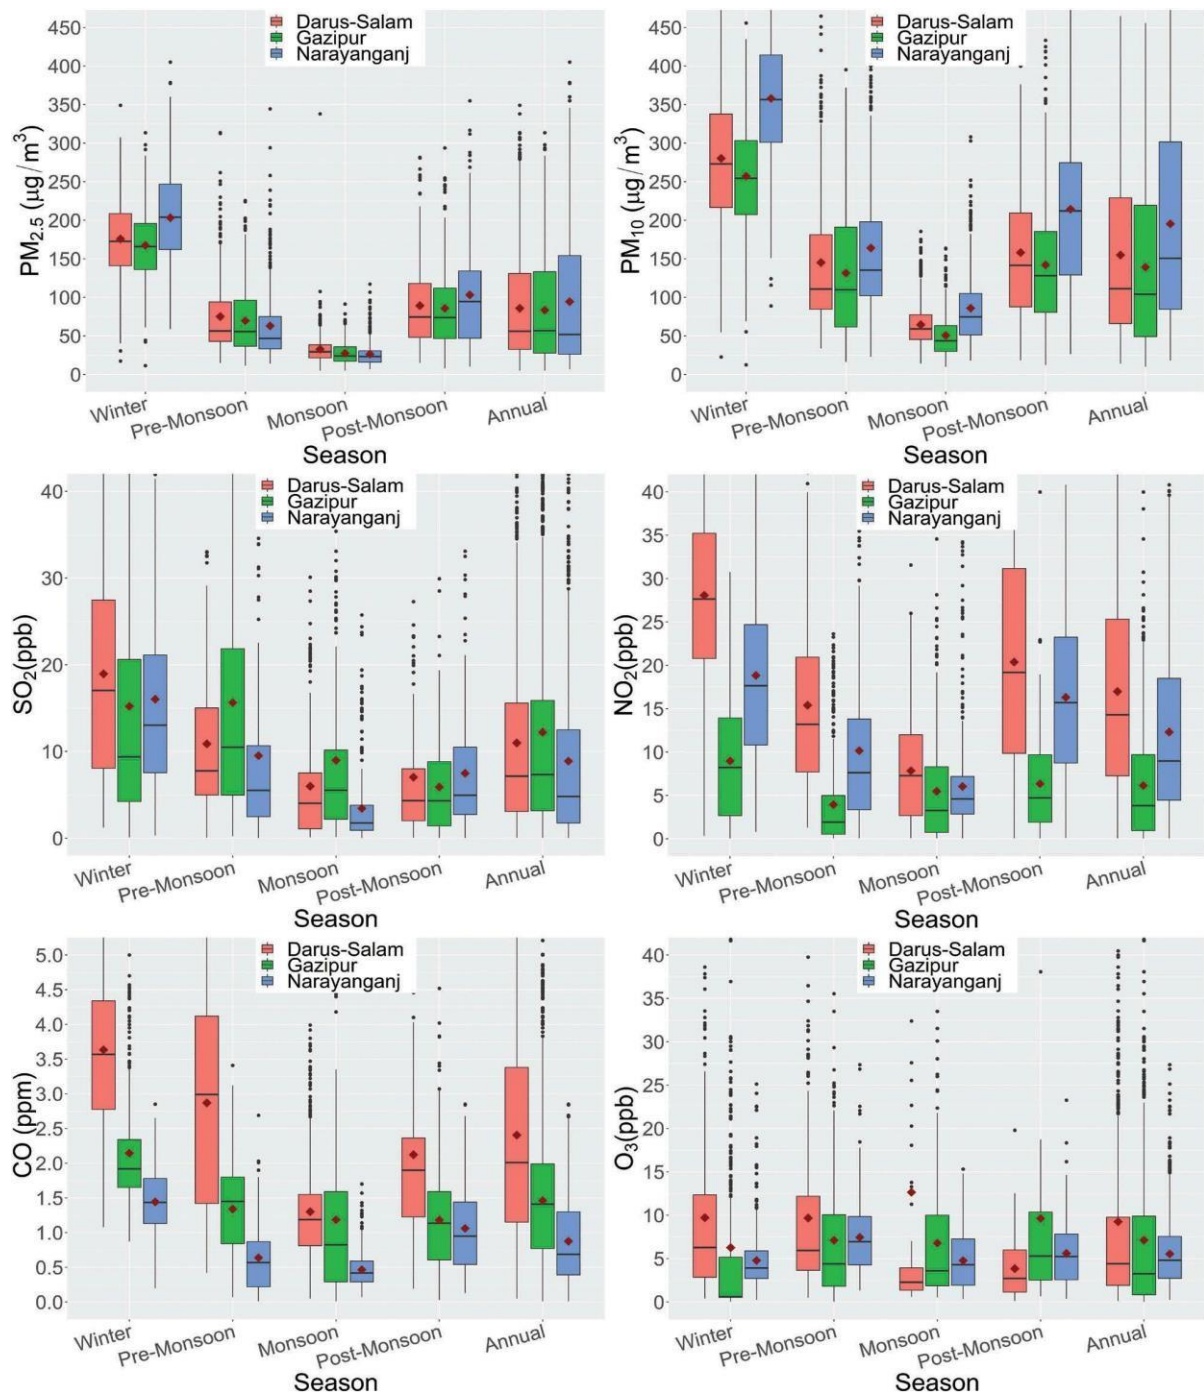 Darus-Salam
Gazipur
Narayanganj
450
400
350
300
250
200
150
100
50
0
PM2.5 (μg/m³)
Winter
Pre-Monsoon
Monsoon
Post-Monsoon
Annual
Season
Darus-Salam
Gazipur
Narayanganj
450
400
350
300
250
200
150
100
50
0
PM10 (μg/m³)
Winter
Pre-Monsoon
Monsoon
Post-Monsoon
Annual
Season
Darus-Salam
Gazipur
Narayanganj
40
30
20
10
0
SO2(ppb)
Winter
Pre-Monsoon
Monsoon
Post-Monsoon
Annual
Season
Darus-Salam
Gazipur
Narayanganj
40
35
30
25
20
15
10
5
0
NO2(ppb)
Winter
Pre-Monsoon
Monsoon
Post-Monsoon
Annual
Season
Darus-Salam
Gazipur
Narayanganj
5.0
4.5
4.0
3.5
3.0
2.5
2.0
1.5
1.0
0.5
0.0
CO (ppm)
Winter
Pre-Monsoon
Monsoon
Post-Monsoon
Annual
Season
Darus-Salam
Gazipur
Narayanganj
40
35
30
25
20
15
10
5
0
O3(ppb)
Winter
Pre-Monsoon
Monsoon
Post-Monsoon
Annual
Season